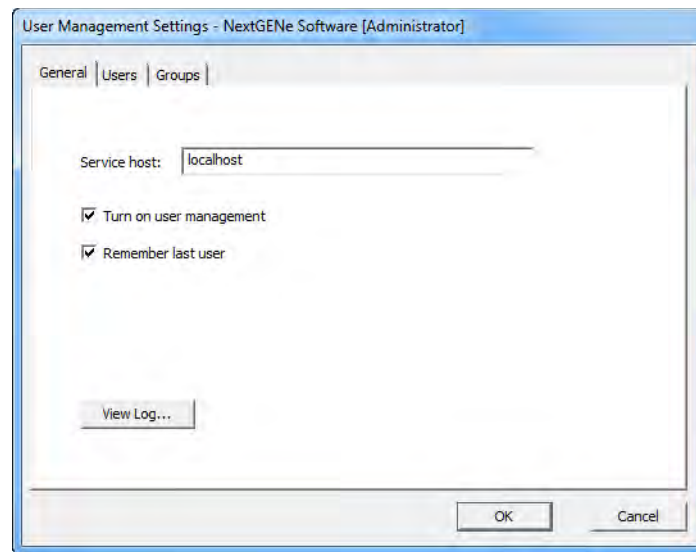 User Management Settings - NextGENe Software [Administrator]
General Users Groups
Service host: localhost
Turn on user management
Remember last user
View Log...
OK Cancel